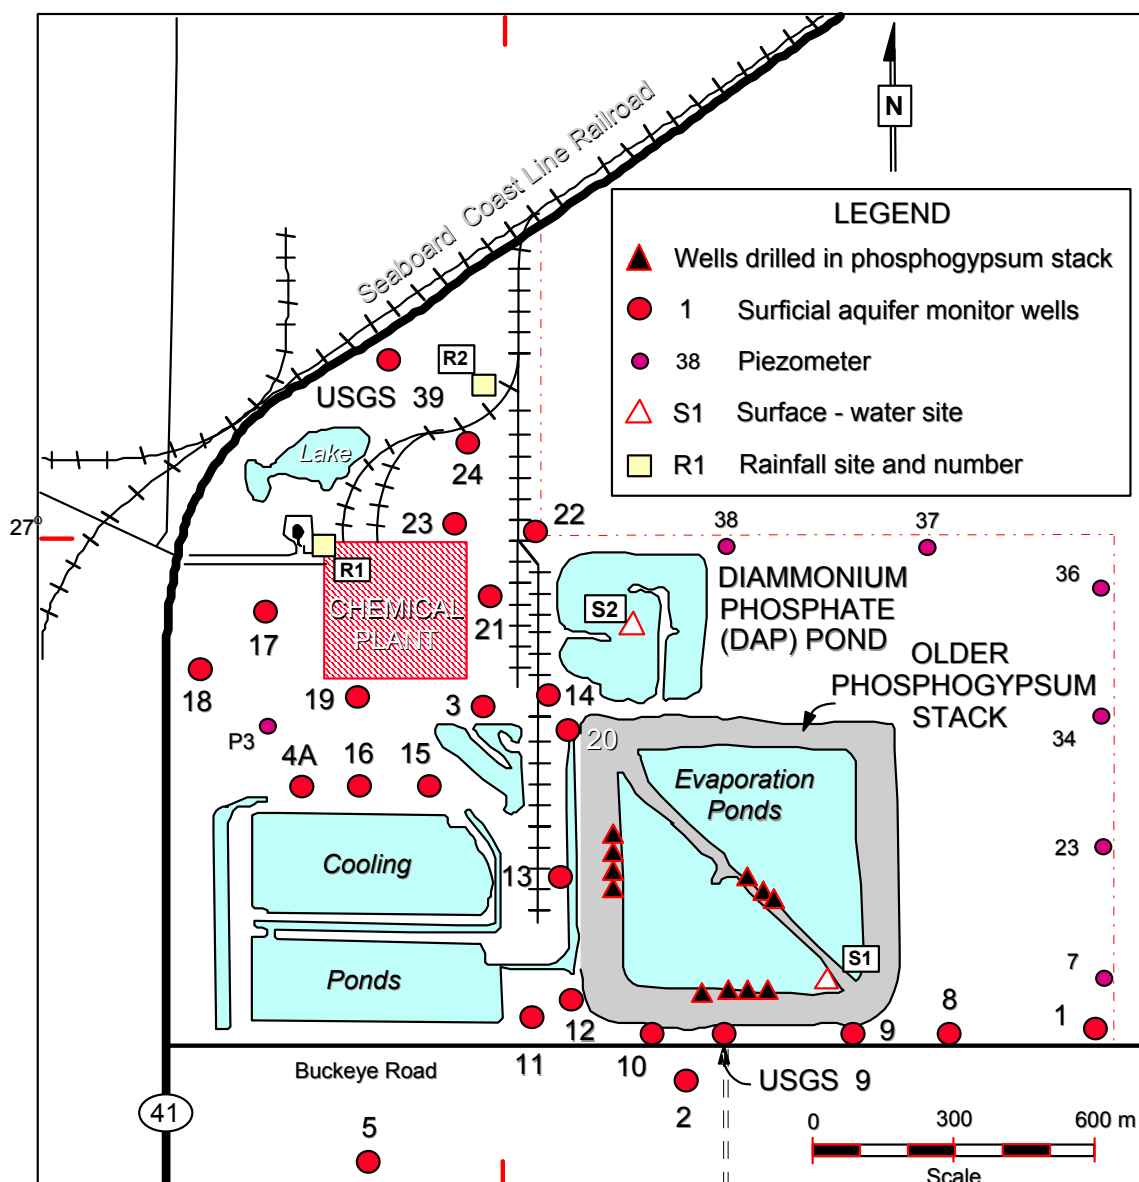 N
Seaboard Coast Line Railroad
LEGEND
Wells drilled in phosphogypsum stack
1 Surficial aquifer monitor wells
38 Piezometer
S1 Surface - water site
R1 Rainfall site and number
R2
USGS 39
Lake
24
23
22
27°
R1
38
37
36
CHEMICAL
PLANT
DIAMMONIUM
PHOSPHATE
(DAP) POND
S2
21
17
18
19
3
14
OLDER
PHOSPHOGYPSUM
STACK
P3
20
34
4A
16
15
Evaporation
Ponds
Cooling
13
23
S1
7
Ponds
12
11
10
9
8
1
Buckeye Road
USGS 9
2
41
5
0 300 600 m
Scale